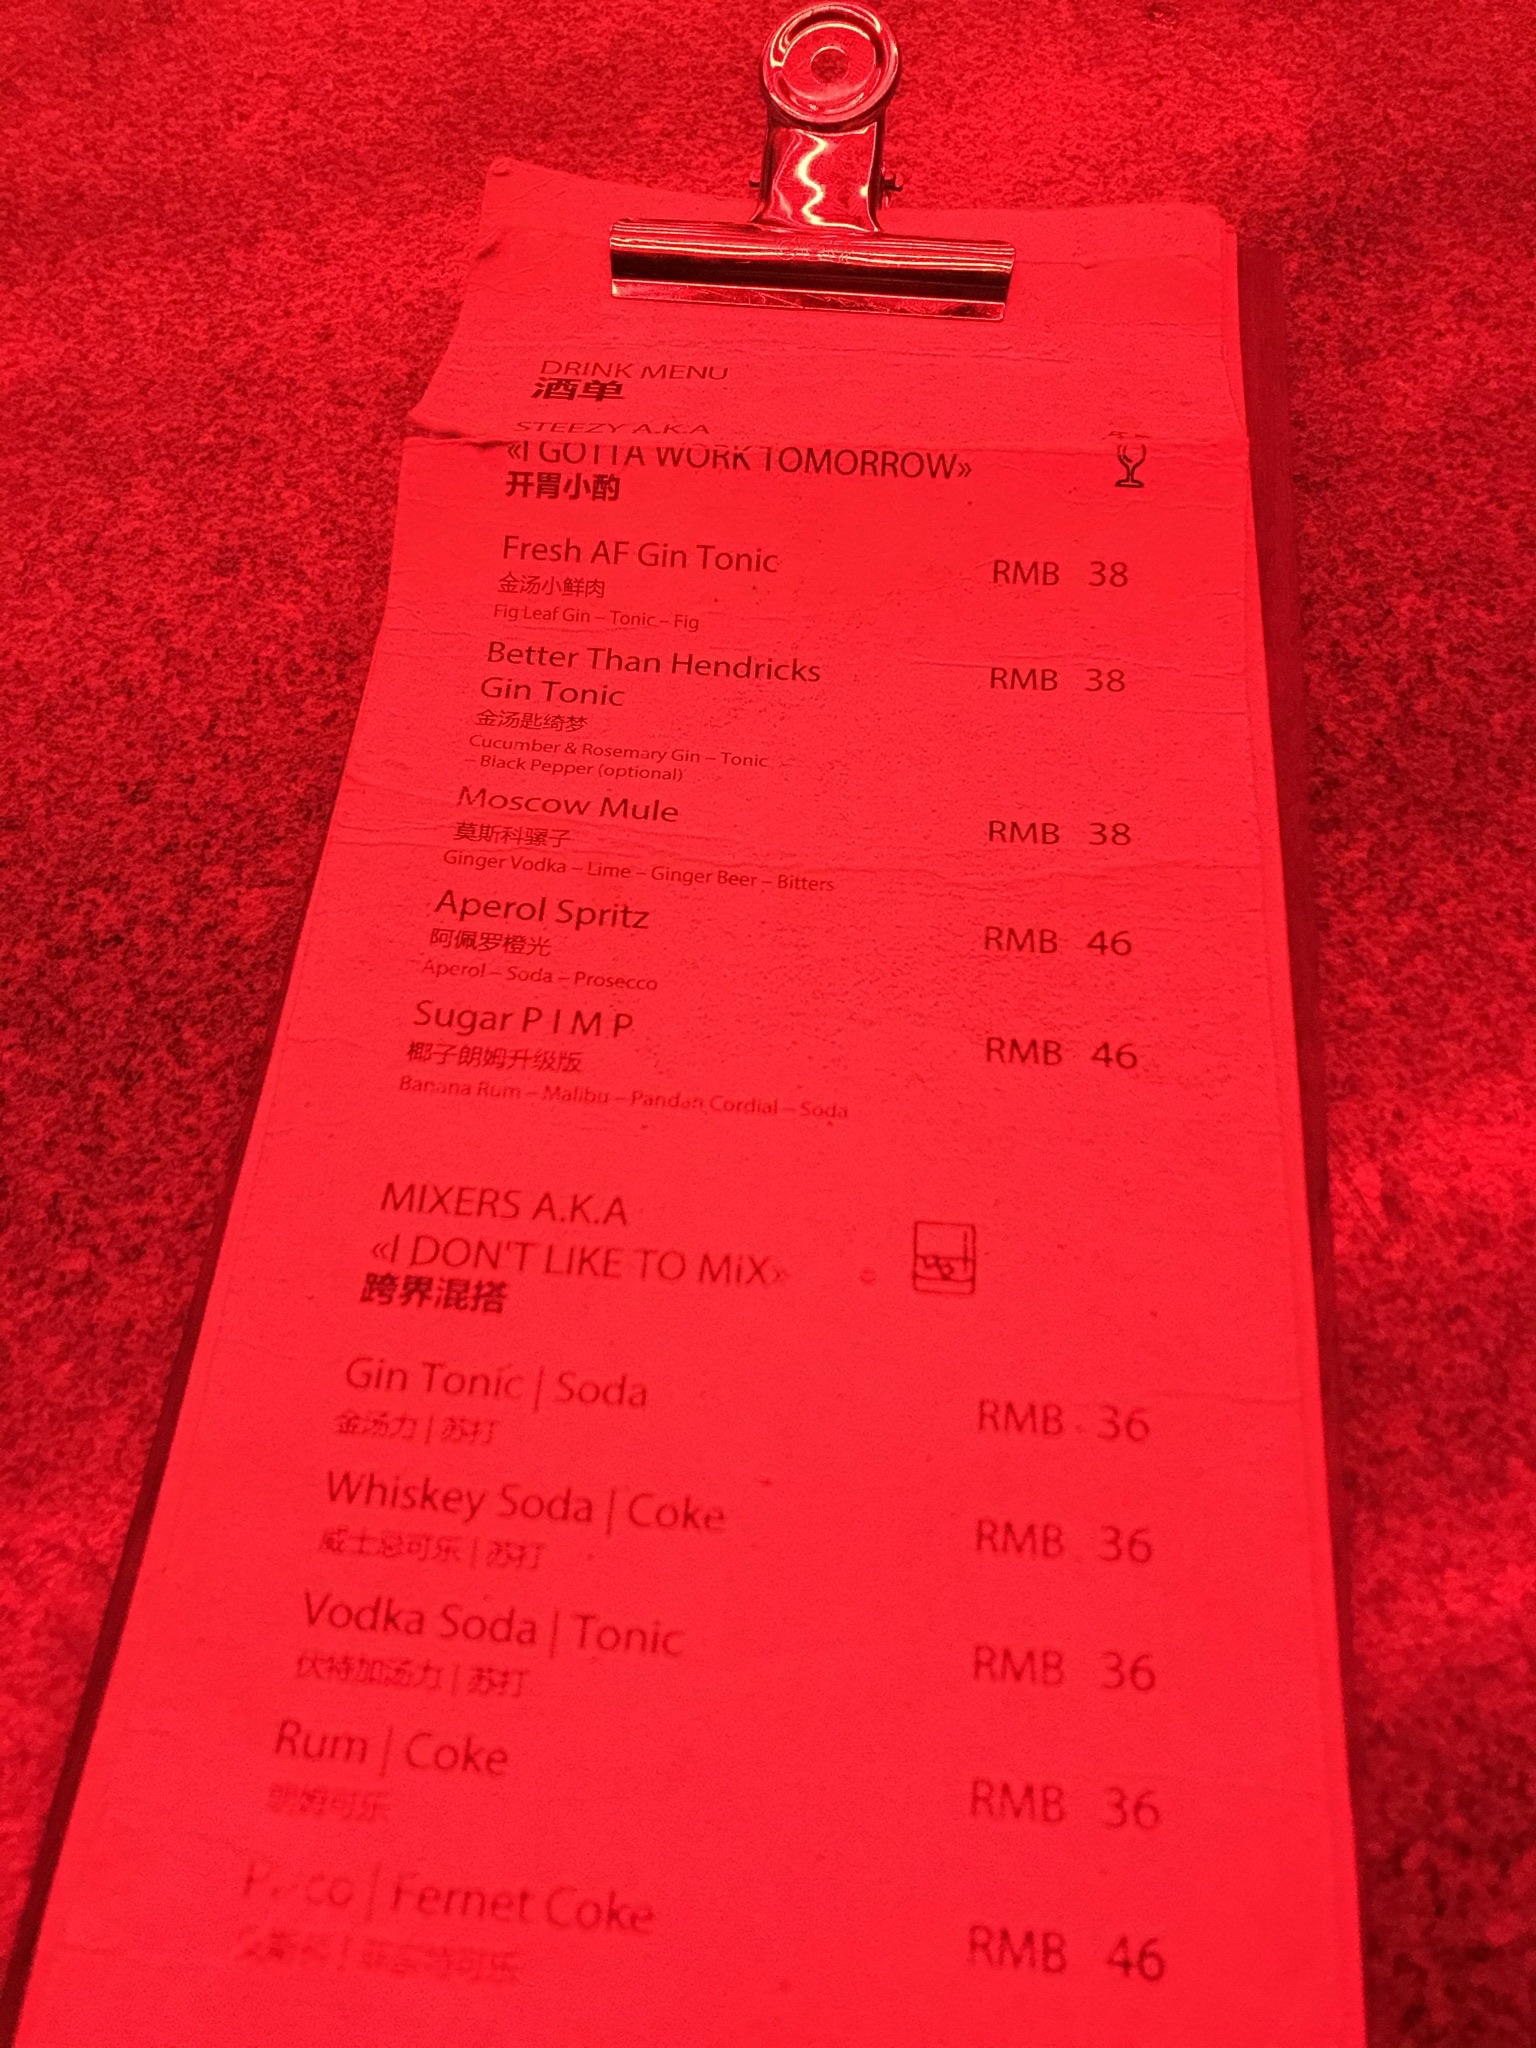 DRINK MENU
酒单
STEEZY A.K.A
«I GOTTA WORK TOMORROW»
开胃小酌
Fresh AF Gin Tonic RMB 38
金汤小鲜肉
Fig Leaf Gin – Tonic – Fig
Better Than Hendricks RMB 38
Gin Tonic
金汤匙绮梦
Cucumber & Rosemary Gin – Tonic
– Black Pepper (optional)
Moscow Mule RMB 38
莫斯科骡子
Ginger Vodka – Lime – Ginger Beer – Bitters
Aperol Spritz RMB 46
阿佩罗橙光
Aperol – Soda – Prosecco
Sugar P I M P RMB 46
椰子朗姆升级版
Banana Rum – Malibu – Pandan Cordial – Soda
MIXERS A.K.A
«I DON'T LIKE TO MiX»
跨界混搭
Gin Tonic | Soda RMB 36
金汤力 | 苏打
Whiskey Soda | Coke RMB 36
威士忌可乐 | 苏打
Vodka Soda | Tonic RMB 36
伏特加汤力 | 苏打
Rum | Coke RMB 36
朗姆可乐
| Fernet Coke RMB 46